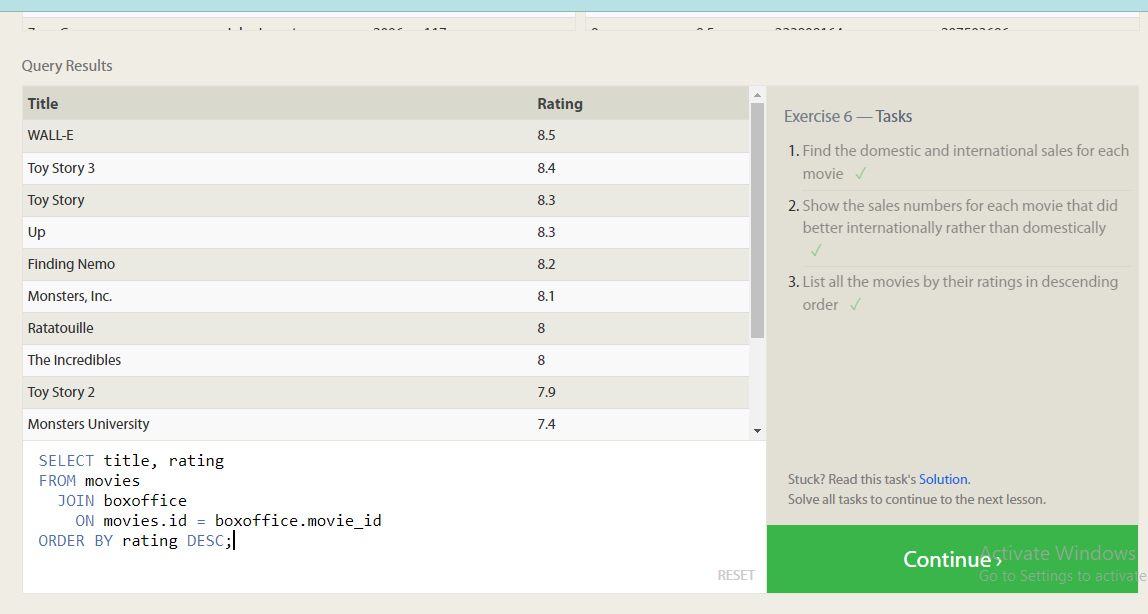 Query Results
Title Rating
WALL-E 8.5
Toy Story 3 8.4
Toy Story 8.3
Up 8.3
Finding Nemo 8.2
Monsters, Inc. 8.1
Ratatouille 8
The Incredibles 8
Toy Story 2 7.9
Monsters University 7.4
SELECT title, rating
FROM movies
JOIN boxoffice
ON movies.id = boxoffice.movie_id
ORDER BY rating DESC;
RESET
Exercise 6 — Tasks
1. Find the domestic and international sales for each
movie ✓
2. Show the sales numbers for each movie that did
better internationally rather than domestically
✓
3. List all the movies by their ratings in descending
order ✓
Stuck? Read this task's Solution.
Solve all tasks to continue to the next lesson.
Continue ›
Activate Windows
Go to Settings to activate